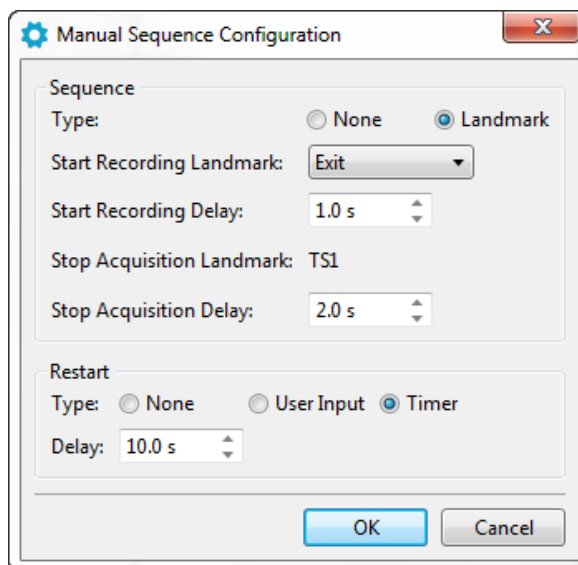 Manual Sequence Configuration
Sequence
Type: None Landmark
Start Recording Landmark: Exit
Start Recording Delay: 1.0 s
Stop Acquisition Landmark: TS1
Stop Acquisition Delay: 2.0 s
Restart
Type: None User Input Timer
Delay: 10.0 s
OK Cancel